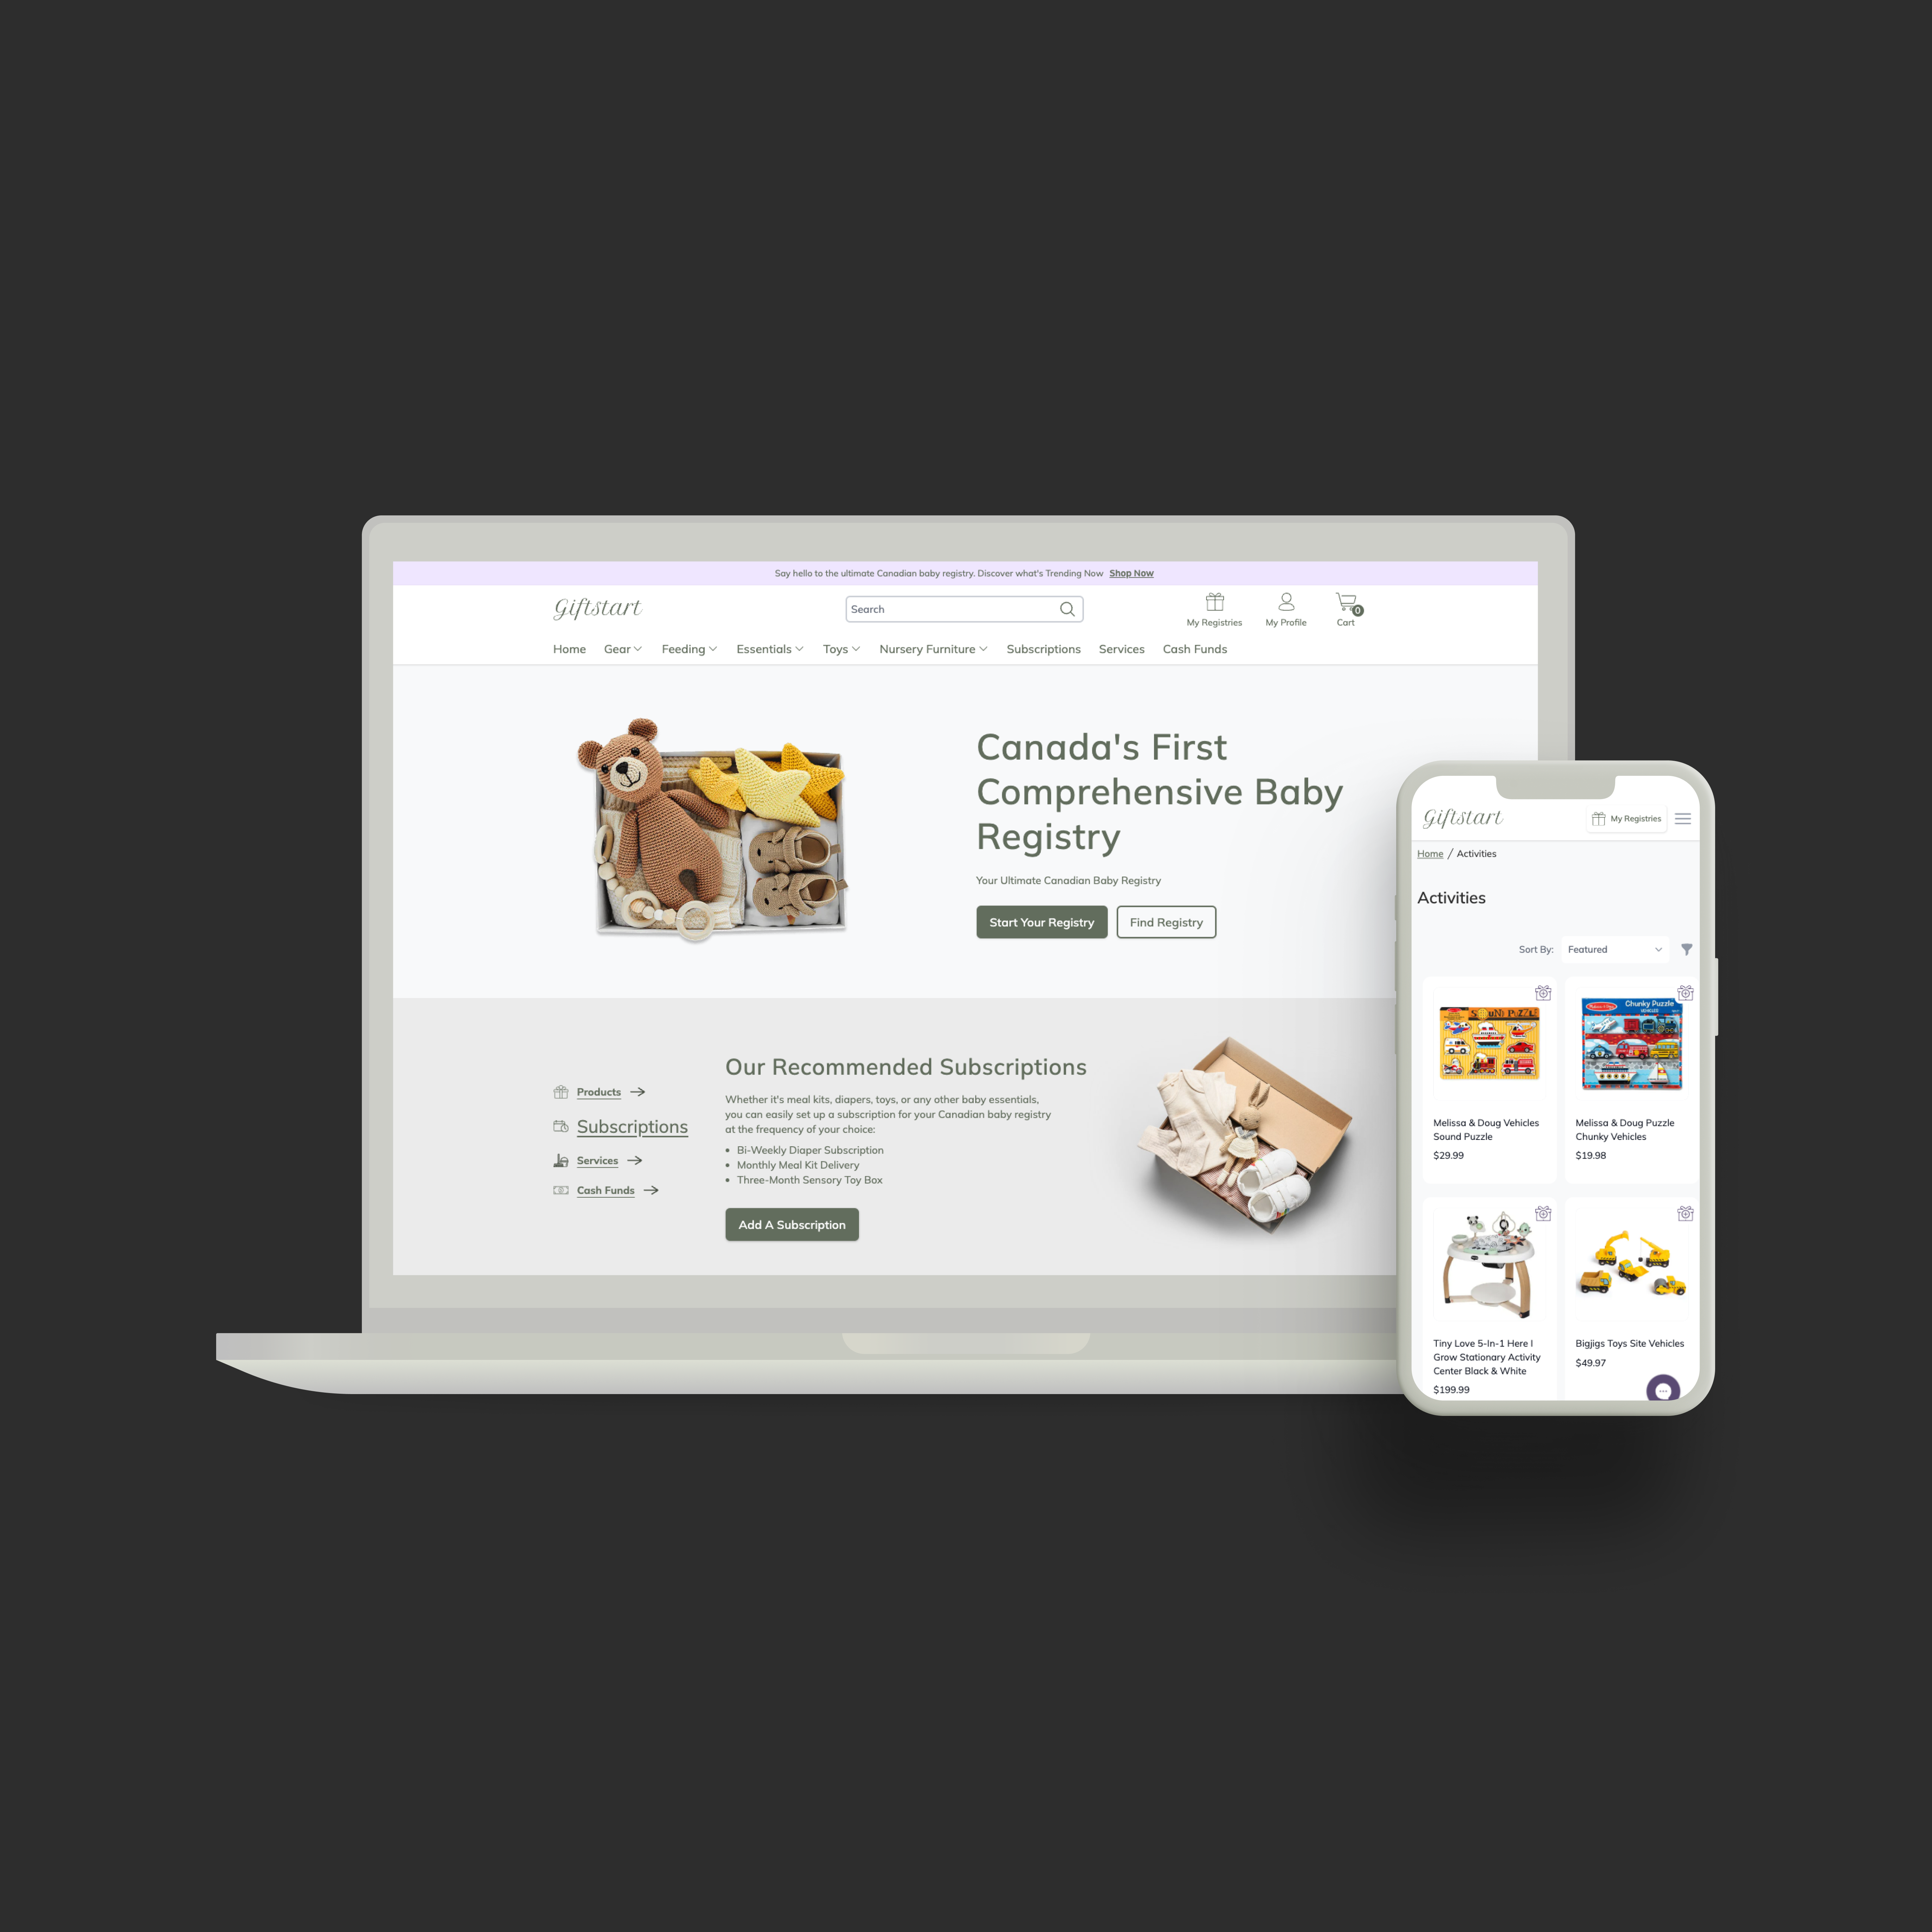 Say hello to the ultimate Canadian baby registry. Discover what's Trending Now Shop Now
Giftstart
Search
My Registries
My Profile
0
Cart
Home Gear Feeding Essentials Toys Nursery Furniture Subscriptions Services Cash Funds
Canada's First
Comprehensive Baby
Registry
Your Ultimate Canadian Baby Registry
Start Your Registry
Find Registry
Products
Subscriptions
Services
Cash Funds
Our Recommended Subscriptions
Whether it's meal kits, diapers, toys, or any other baby essentials,
you can easily set up a subscription for your Canadian baby registry
at the frequency of your choice:
• Bi-Weekly Diaper Subscription
• Monthly Meal Kit Delivery
• Three-Month Sensory Toy Box
Add A Subscription
Giftstart
My Registries
Home / Activities
Activities
Sort By: Featured
SOUND PUZZLE
Melissa & Doug Vehicles
Sound Puzzle
$29.99
Melissa & Doug
Chunky Puzzle
VEHICLES
Melissa & Doug Puzzle
Chunky Vehicles
$19.98
Tiny Love 5-In-1 Here I
Grow Stationary Activity
Center Black & White
$199.99
Bigjigs Toys Site Vehicles
$49.97